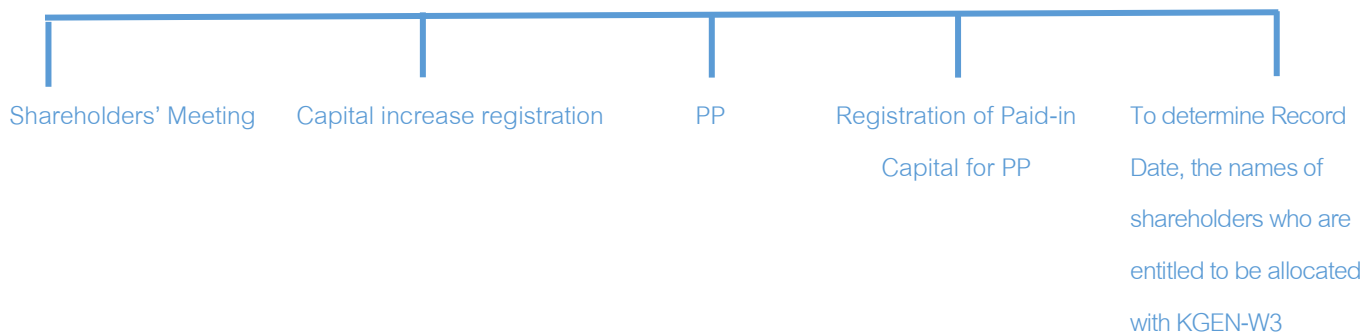 Shareholders’ Meeting
Capital increase registration
PP
Registration of Paid-in
Capital for PP
To determine Record
Date, the names of
shareholders who are
entitled to be allocated
with KGEN-W3